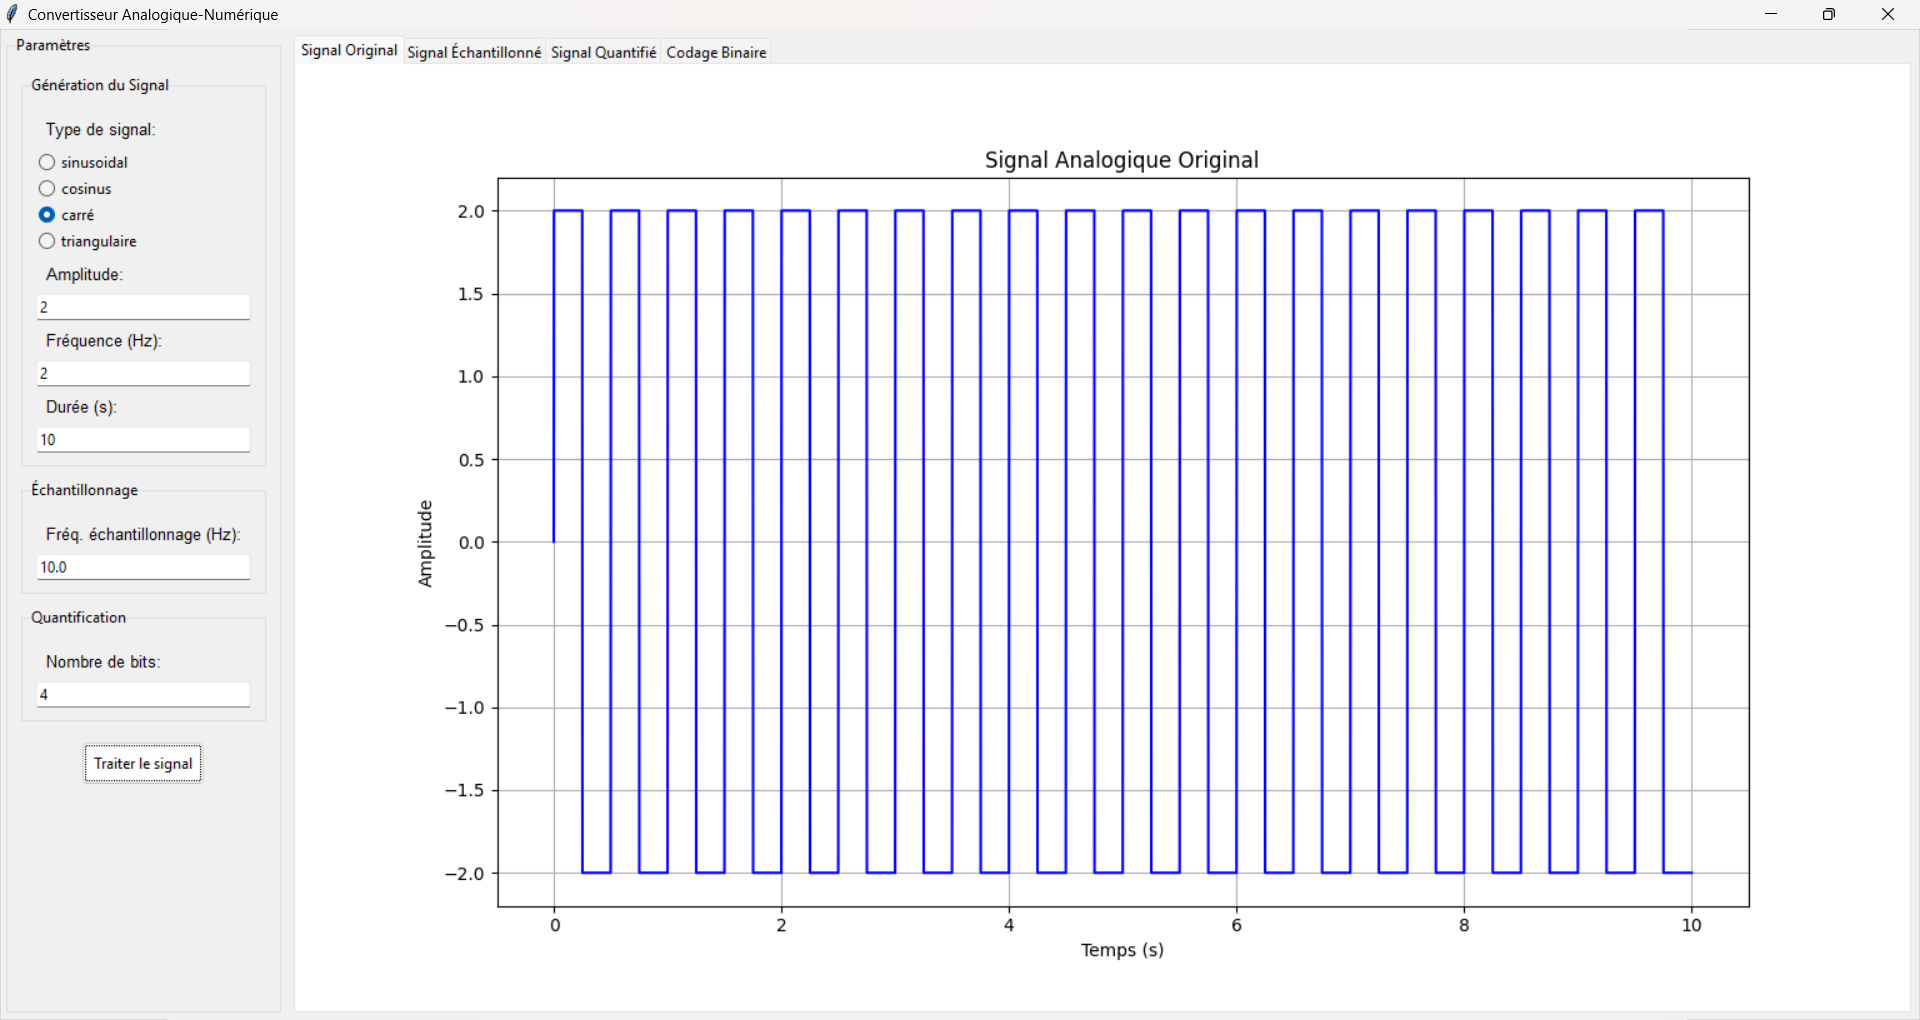 Convertisseur Analogique-Numérique
Paramètres
Génération du Signal
Type de signal:
sinusoidal
cosinus
carré
triangulaire
Amplitude:
2
Fréquence (Hz):
2
Durée (s):
10
Échantillonnage
Fréq. échantillonnage (Hz):
10.0
Quantification
Nombre de bits:
4
Traiter le signal
Signal Original Signal Échantillonné Signal Quantifié Codage Binaire
Signal Analogique Original
Amplitude
2.0
1.5
1.0
0.5
0.0
−0.5
−1.0
−1.5
−2.0
0 2 4 6 8 10
Temps (s)